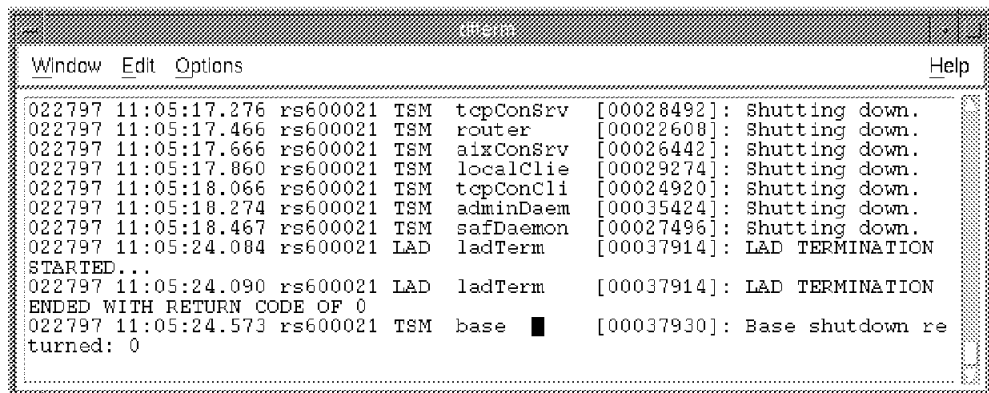 Window Edit Options Help
022797 11:05:17.276 rs600021 TSM tcpConSrv [00028492]: Shutting down.
022797 11:05:17.466 rs600021 TSM router [00022608]: Shutting down.
022797 11:05:17.666 rs600021 TSM aixConSrv [00026442]: Shutting down.
022797 11:05:17.860 rs600021 TSM localClie [00029274]: Shutting down.
022797 11:05:18.066 rs600021 TSM tcpConCli [00024920]: Shutting down.
022797 11:05:18.274 rs600021 TSM adminDaem [00035424]: Shutting down.
022797 11:05:18.467 rs600021 TSM safDaemon [00027496]: Shutting down.
022797 11:05:24.084 rs600021 LAD ladTerm [00037914]: LAD TERMINATION
STARTED...
022797 11:05:24.090 rs600021 LAD ladTerm [00037914]: LAD TERMINATION
ENDED WITH RETURN CODE OF 0
022797 11:05:24.573 rs600021 TSM base [00037930]: Base shutdown re
turned: 0